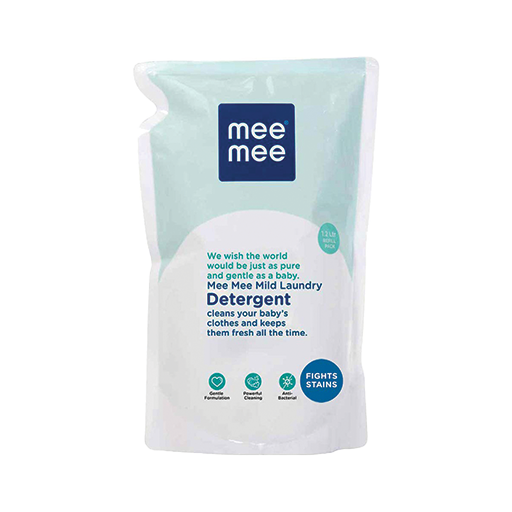 mee
mee
We wish the world
would be just as pure
and gentle as a baby.
Mee Mee Mild Laundry
Detergent
cleans your baby's
clothes and keeps
them fresh all the time.
REFILL
PACK
Gentle
Formulation
Powerful
Cleaning
Anti-
Bacterial
FIGHTS
STAINS